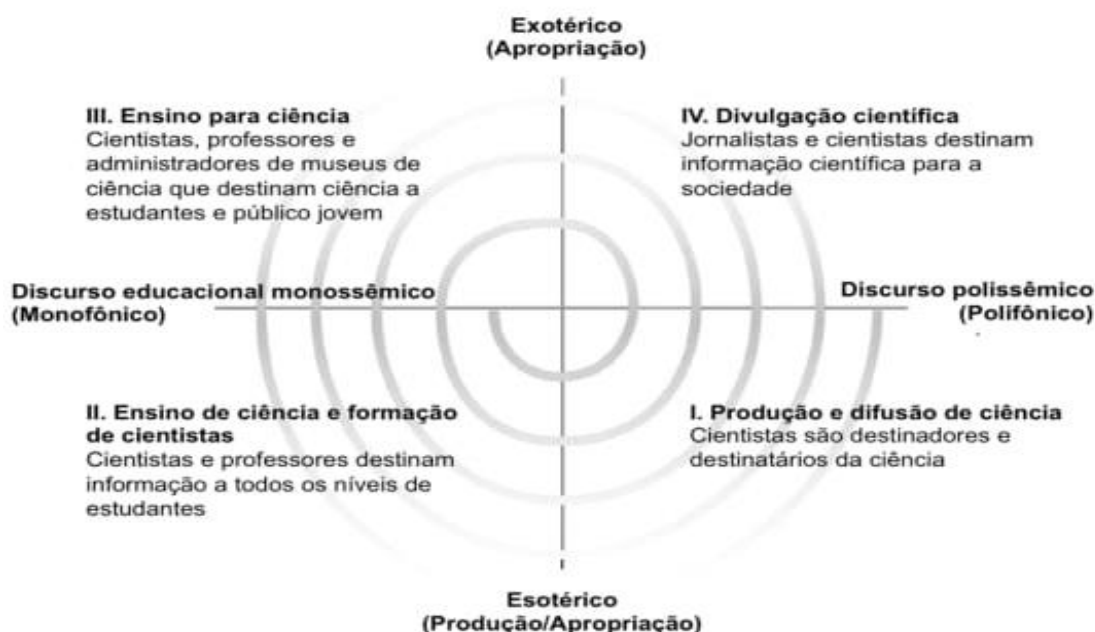 Exotérico
(Apropriação)
III. Ensino para ciência
Cientistas, professores e
administradores de museus de
ciência que destinam ciência a
estudantes e público jovem
IV. Divulgação científica
Jornalistas e cientistas destinam
informação científica para a
sociedade
Discurso educacional monossêmico
(Monofônico)
Discurso polissêmico
(Polifônico)
II. Ensino de ciência e formação
de cientistas
Cientistas e professores destinam
informação a todos os níveis de
estudantes
I. Produção e difusão de ciência
Cientistas são destinadores e
destinatários da ciência
Esotérico
(Produção/Apropriação)